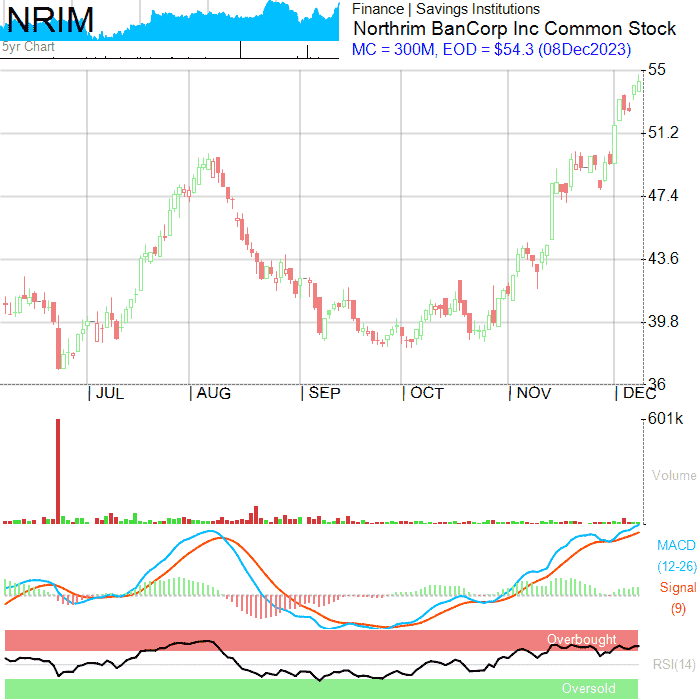 NRIM
5yr Chart
Finance | Savings Institutions
Northrim BanCorp Inc Common Stock
MC = 300M, EOD = $54.3 (08Dec2023)
55
51.2
47.4
43.6
39.8
36
JUL AUG SEP OCT NOV DEC
601k
Volume
MACD
(12-26)
Signal
(9)
Overbought
RSI(14)
Oversold